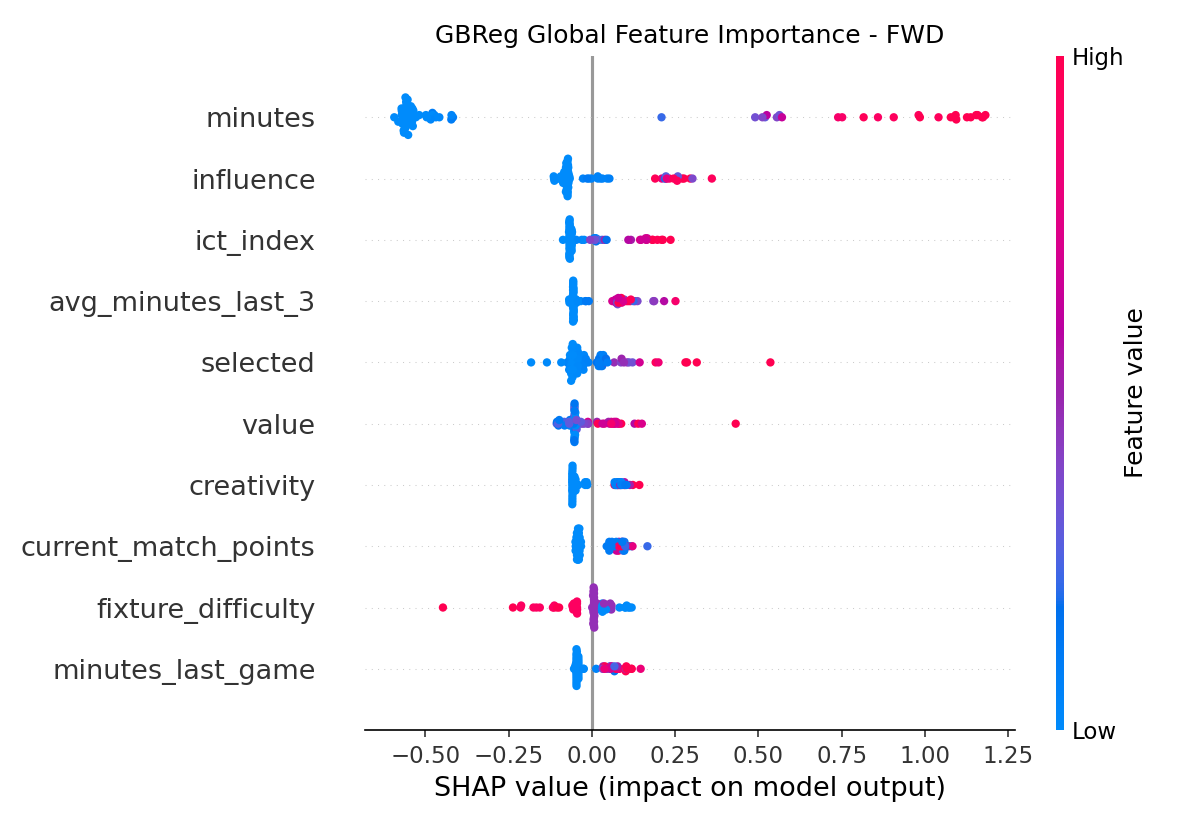 GBReg Global Feature Importance - FWD
High
minutes
influence
ict_index
avg_minutes_last_3
selected
value
creativity
current_match_points
fixture_difficulty
minutes_last_game
Feature value
Low
−0.50 −0.25 0.00 0.25 0.50 0.75 1.00 1.25
SHAP value (impact on model output)